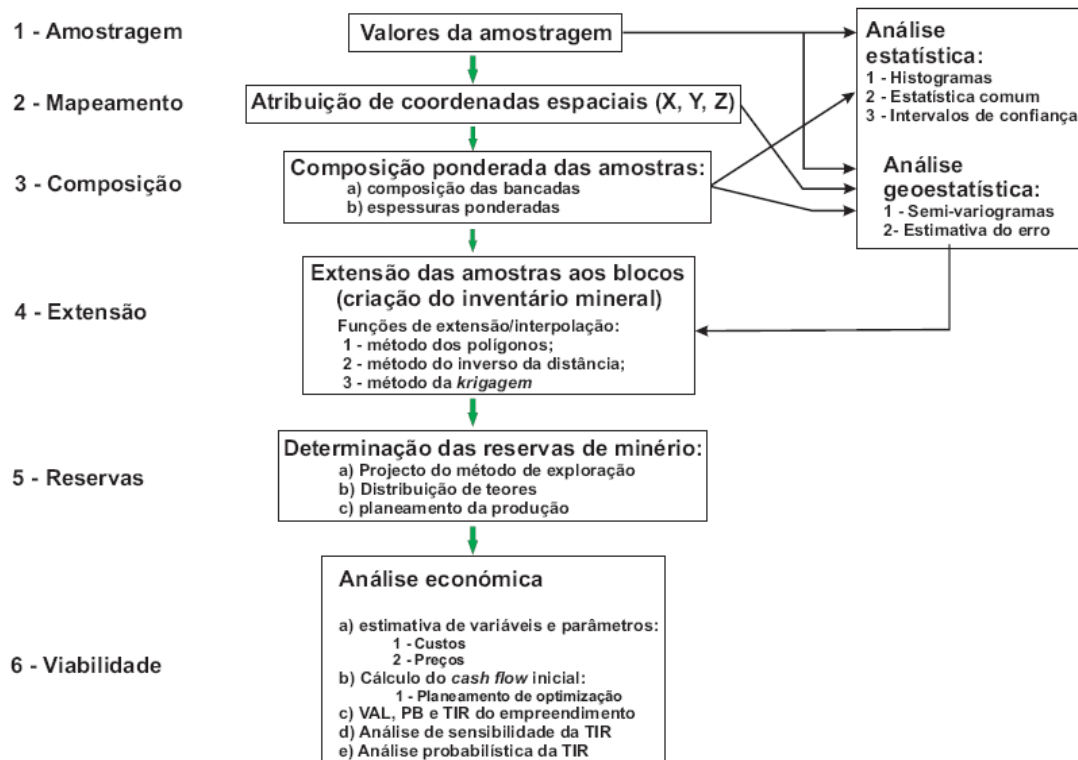 1 - Amostragem
Valores da amostragem
2 - Mapeamento
Atribuição de coordenadas espaciais (X, Y, Z)
3 - Composição
Composição ponderada das amostras:
a) composição das bancadas
b) espessuras ponderadas
Análise
estatística:
1 - Histogramas
2 - Estatística comum
3 - Intervalos de confiança
Análise
geoestatística:
1 - Semi-variogramas
2- Estimativa do erro
4 - Extensão
Extensão das amostras aos blocos
(criação do inventário mineral)
Funções de extensão/interpolação:
1 - método dos polígonos;
2 - método do inverso da distância;
3 - método da krigagem
5 - Reservas
Determinação das reservas de minério:
a) Projecto do método de exploração
b) Distribuição de teores
c) planeamento da produção
6 - Viabilidade
Análise económica
a) estimativa de variáveis e parâmetros:
1 - Custos
2 - Preços
b) Cálculo do cash flow inicial:
1 - Planeamento de optimização
c) VAL, PB e TIR do empreendimento
d) Análise de sensibilidade da TIR
e) Análise probabilística da TIR